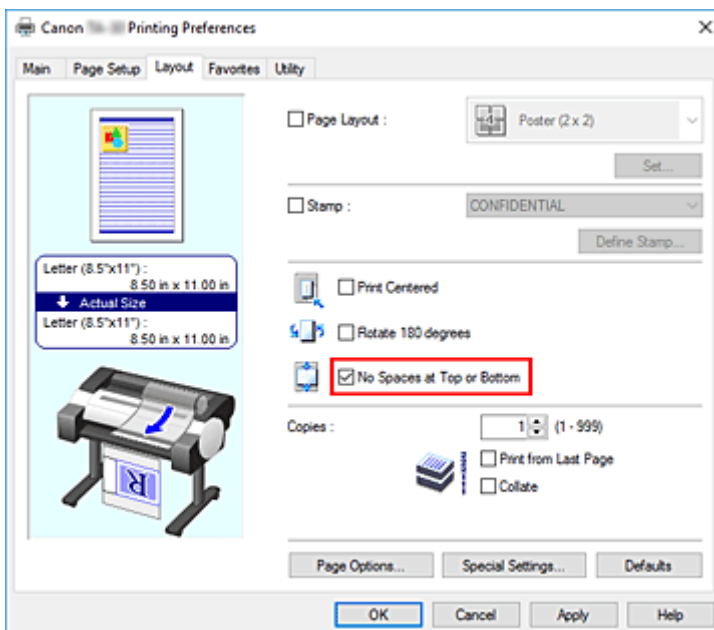 Canon Printing Preferences
Main Page Setup Layout Favorites Utility
Page Layout : 4 Poster (2 x 2)
Set...
Stamp : CONFIDENTIAL
Define Stamp...
Letter (8.5"x11") :
8.50 in x 11.00 in
Actual Size
Letter (8.5"x11") :
8.50 in x 11.00 in
Print Centered
Rotate 180 degrees
No Spaces at Top or Bottom
Copies : 1 (1 - 999)
Print from Last Page
Collate
R
Page Options... Special Settings... Defaults
OK Cancel Apply Help